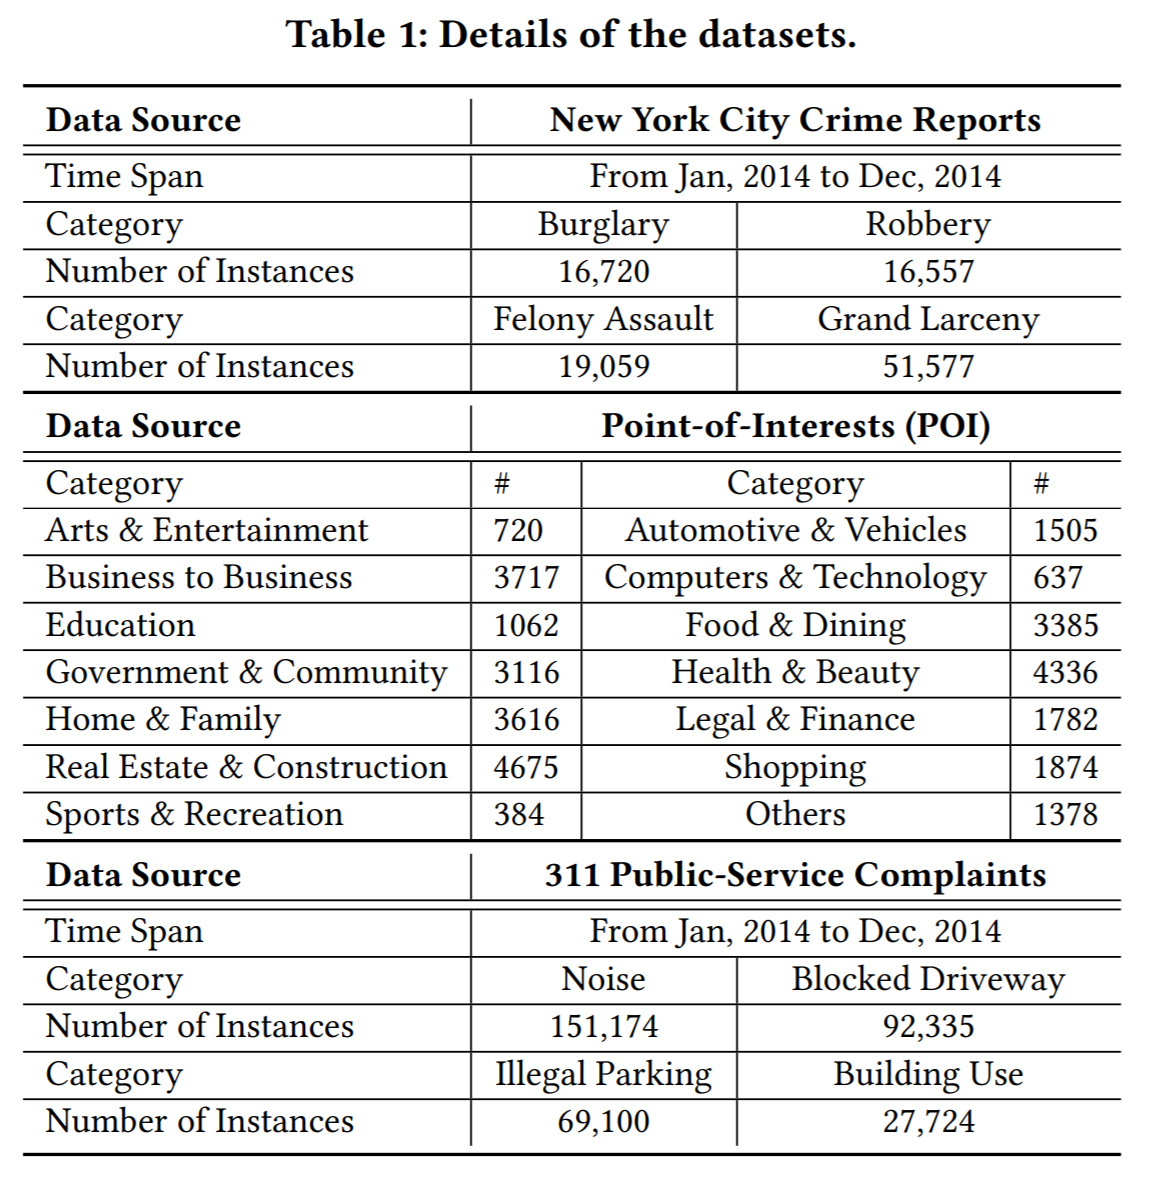 Table 1: Details of the datasets.
Data Source New York City Crime Reports
Time Span From Jan, 2014 to Dec, 2014
Category Burglary Robbery
Number of Instances 16,720 16,557
Category Felony Assault Grand Larceny
Number of Instances 19,059 51,577
Data Source Point-of-Interests (POI)
Category # Category #
Arts & Entertainment 720 Automotive & Vehicles 1505
Business to Business 3717 Computers & Technology 637
Education 1062 Food & Dining 3385
Government & Community 3116 Health & Beauty 4336
Home & Family 3616 Legal & Finance 1782
Real Estate & Construction 4675 Shopping 1874
Sports & Recreation 384 Others 1378
Data Source 311 Public-Service Complaints
Time Span From Jan, 2014 to Dec, 2014
Category Noise Blocked Driveway
Number of Instances 151,174 92,335
Category Illegal Parking Building Use
Number of Instances 69,100 27,724